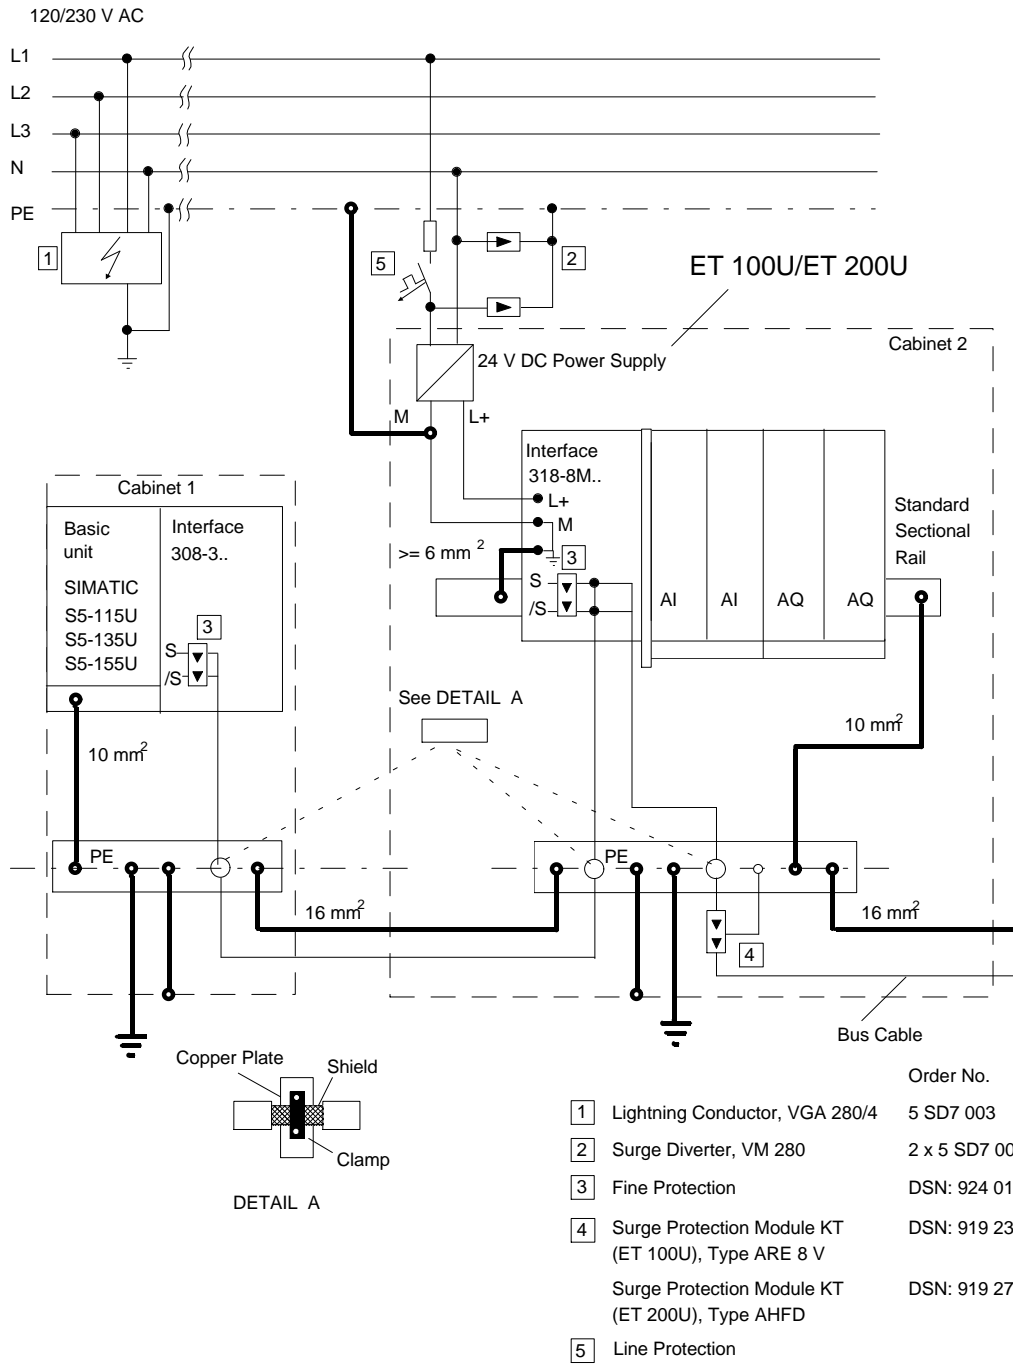 120/230 V AC
L1
L2
L3
N
PE
1
5
2
ET 100U/ET 200U
Cabinet 2
24 V DC Power Supply
M
L+
Interface
318-8M..
L+
M
>= 6 mm 2
3
S
/S
AI
AI
AQ
AQ
Standard
Sectional
Rail
Cabinet 1
Basic
unit
SIMATIC
S5-115U
S5-135U
S5-155U
Interface
308-3..
3
S
/S
See DETAIL A
10 mm2
10 mm2
PE
PE
16 mm2
16 mm2
4
Bus Cable
Copper Plate
Shield
Clamp
DETAIL A
Order No.
1 Lightning Conductor, VGA 280/4 5 SD7 003
2 Surge Diverter, VM 280 2 x 5 SD7 00
3 Fine Protection DSN: 924 01
4 Surge Protection Module KT DSN: 919 23
(ET 100U), Type ARE 8 V
Surge Protection Module KT DSN: 919 27
(ET 200U), Type AHFD
5 Line Protection